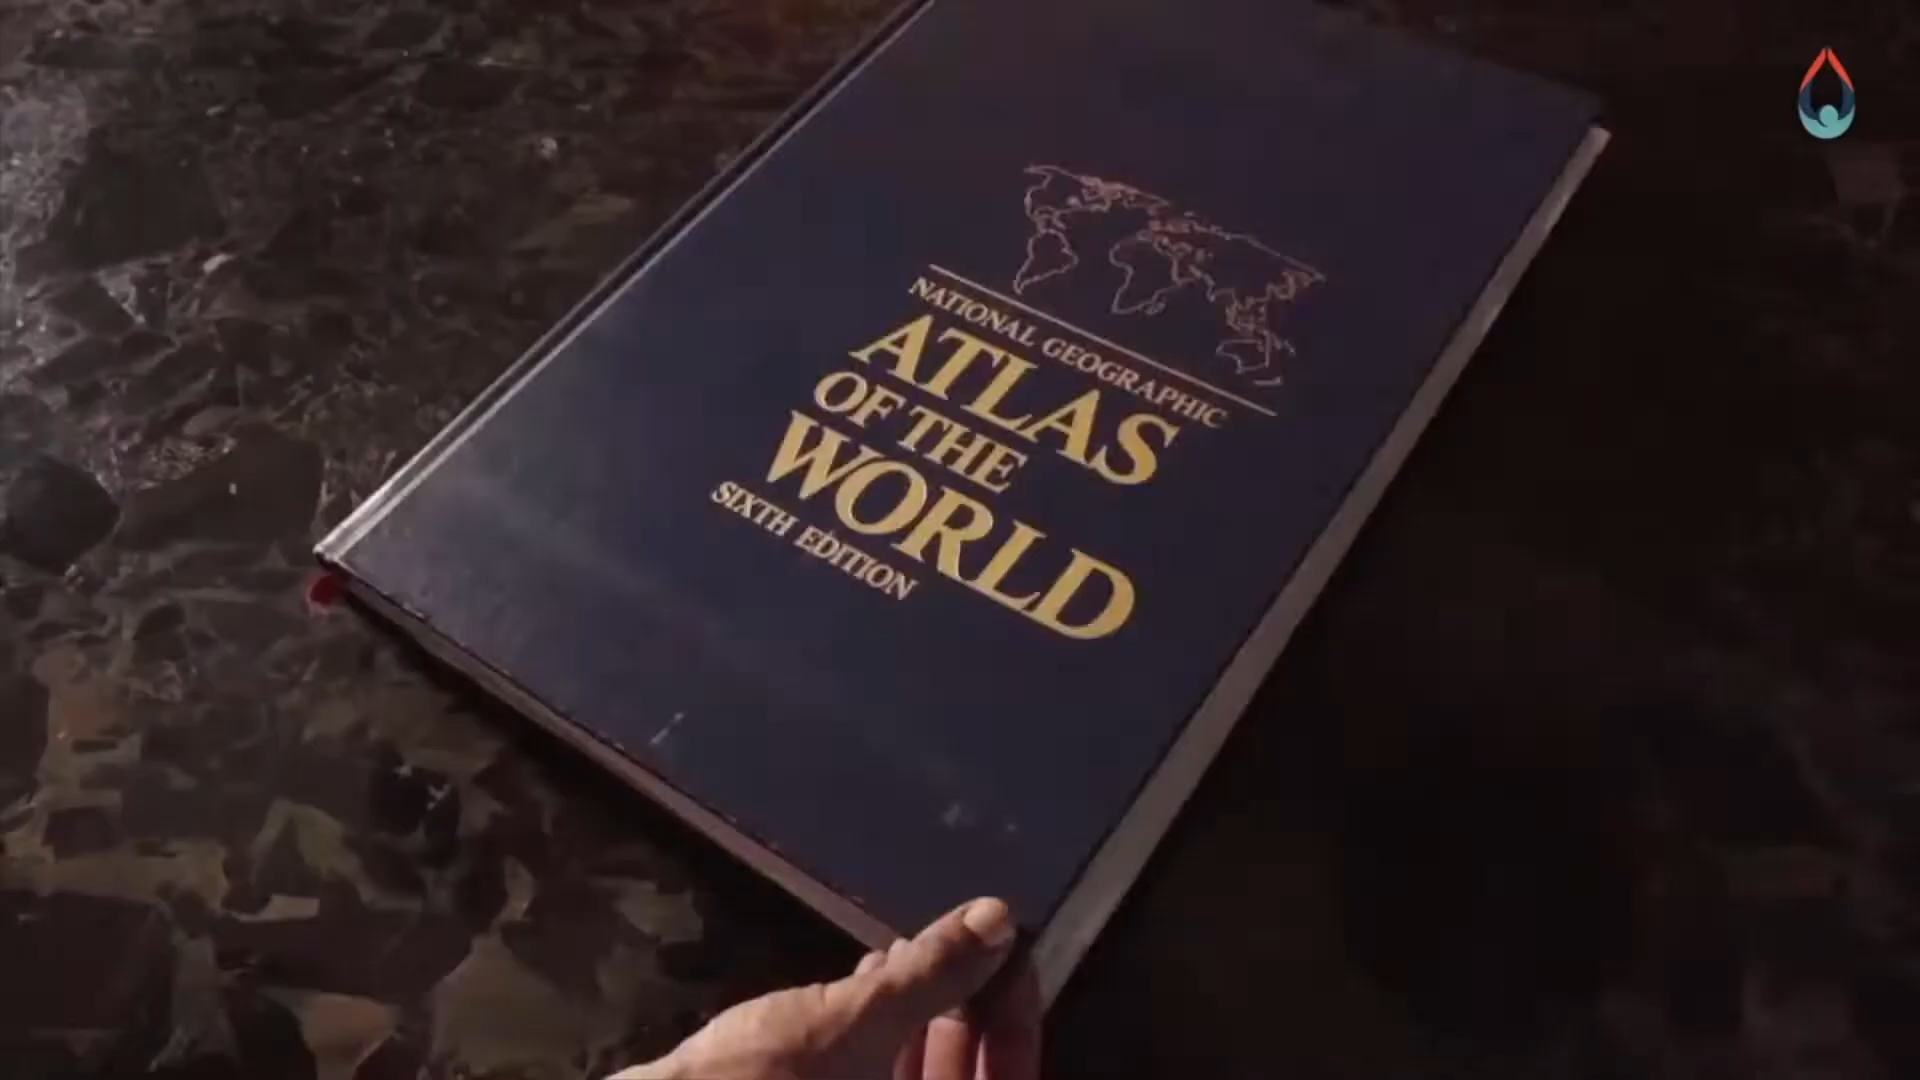 NATIONAL GEOGRAPHIC
ATLAS
OF THE
WORLD
SIXTH EDITION